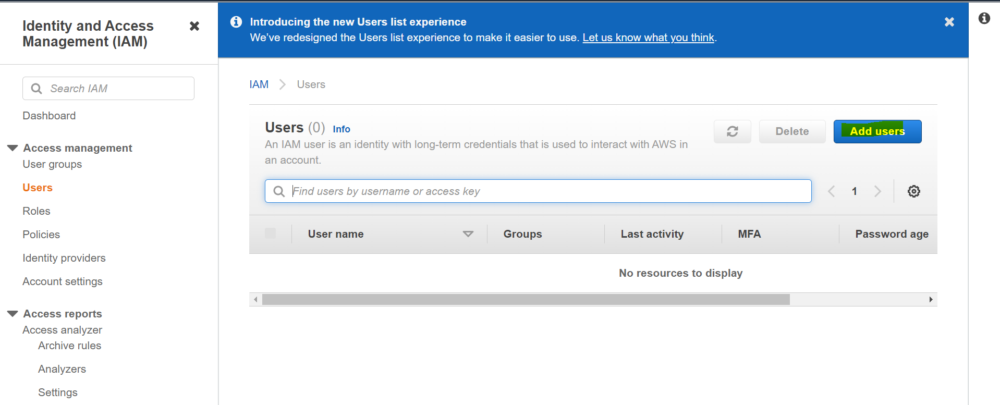 Identity and Access
Management (IAM)
Search IAM
Dashboard
Access management
User groups
Users
Roles
Policies
Identity providers
Account settings
Access reports
Access analyzer
Archive rules
Analyzers
Settings
Introducing the new Users list experience
We've redesigned the Users list experience to make it easier to use. Let us know what you think.
IAM Users
Users (0) Info
An IAM user is an identity with long-term credentials that is used to interact with AWS in
an account.
Delete Add users
Find users by username or access key
1
User name Groups Last activity MFA Password age
No resources to display